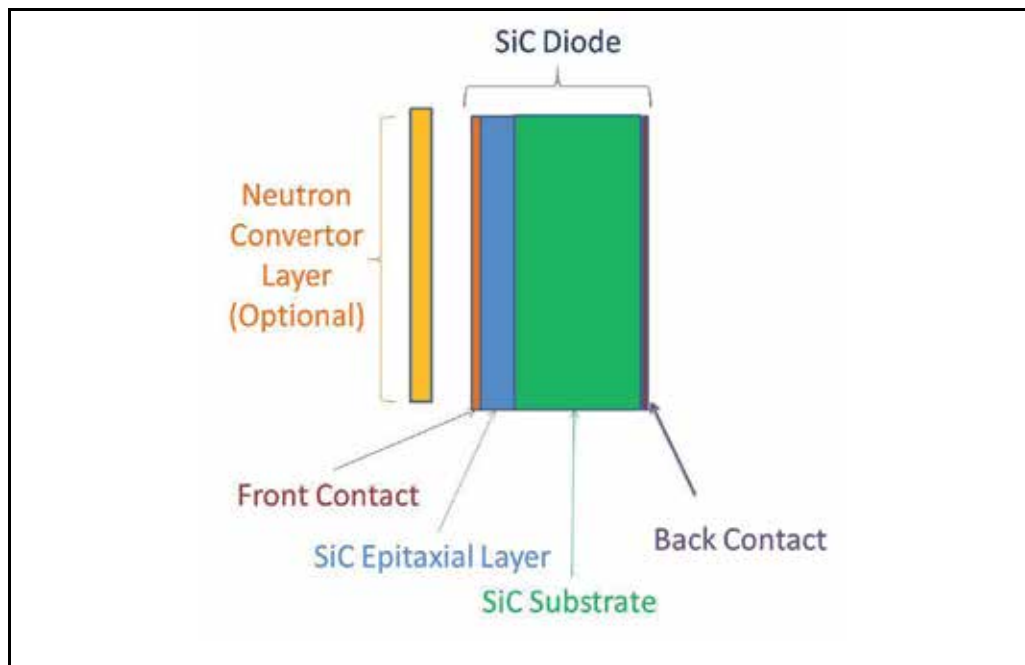 SiC Diode
Neutron
Convertor
Layer
(Optional)
Front Contact
SiC Epitaxial Layer
Back Contact
SiC Substrate